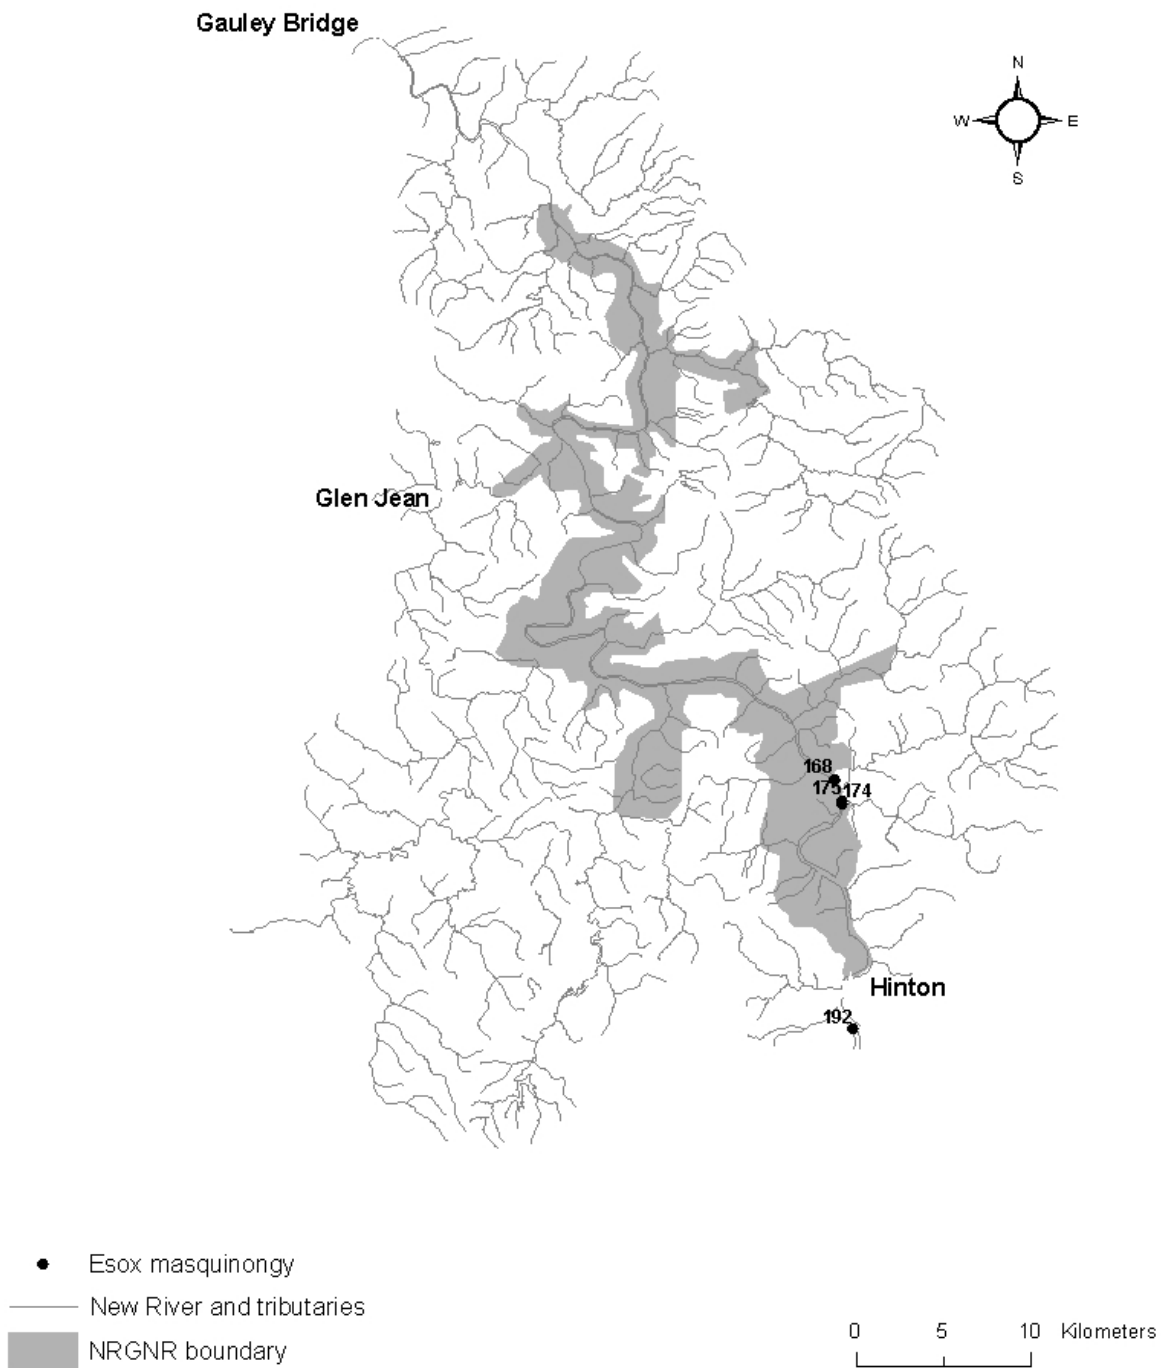 Gauley Bridge
N
W E
S
Glen Jean
168
175 174
Hinton
192
Esox masquinongy
New River and tributaries
NRGNR boundary
0 5 10 Kilometers